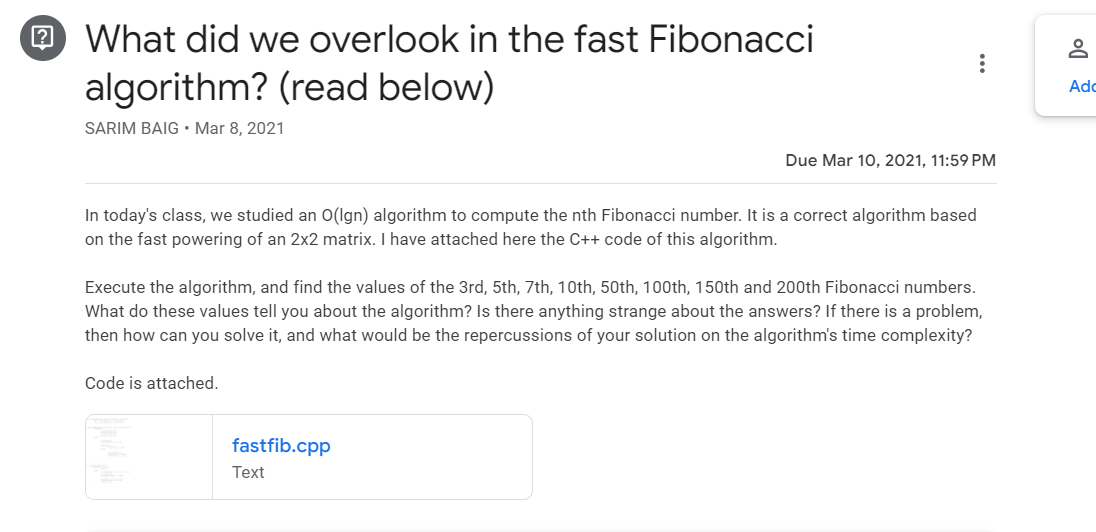 What did we overlook in the fast Fibonacci
algorithm? (read below)
SARIM BAIG • Mar 8, 2021
Due Mar 10, 2021, 11:59 PM
In today's class, we studied an O(lgn) algorithm to compute the nth Fibonacci number. It is a correct algorithm based
on the fast powering of an 2x2 matrix. I have attached here the C++ code of this algorithm.
Execute the algorithm, and find the values of the 3rd, 5th, 7th, 10th, 50th, 100th, 150th and 200th Fibonacci numbers.
What do these values tell you about the algorithm? Is there anything strange about the answers? If there is a problem,
then how can you solve it, and what would be the repercussions of your solution on the algorithm's time complexity?
Code is attached.
fastfib.cpp
Text